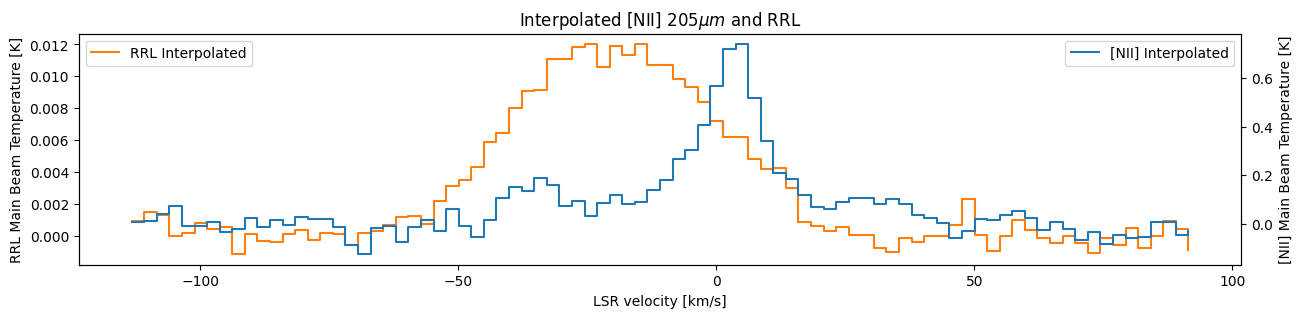 Interpolated [NII] 205μm and RRL
RRL Interpolated
[NII] Interpolated
RRL Main Beam Temperature [K]
0.012
0.010
0.008
0.006
0.004
0.002
0.000
[NII] Main Beam Temperature [K]
0.6
0.4
0.2
0.0
−100
−50
0
50
100
LSR velocity [km/s]